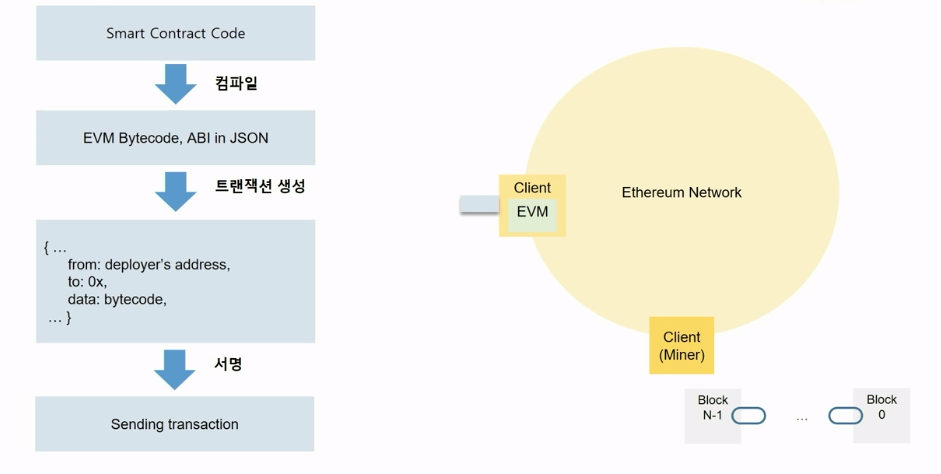 Smart Contract Code
컴파일
EVM Bytecode, ABI in JSON
트랜잭션 생성
{ …
from: deployer's address,
to: 0x,
data: bytecode,
… }
서명
Sending transaction
Client
EVM
Ethereum Network
Client
(Miner)
Block
N-1
...
Block
0